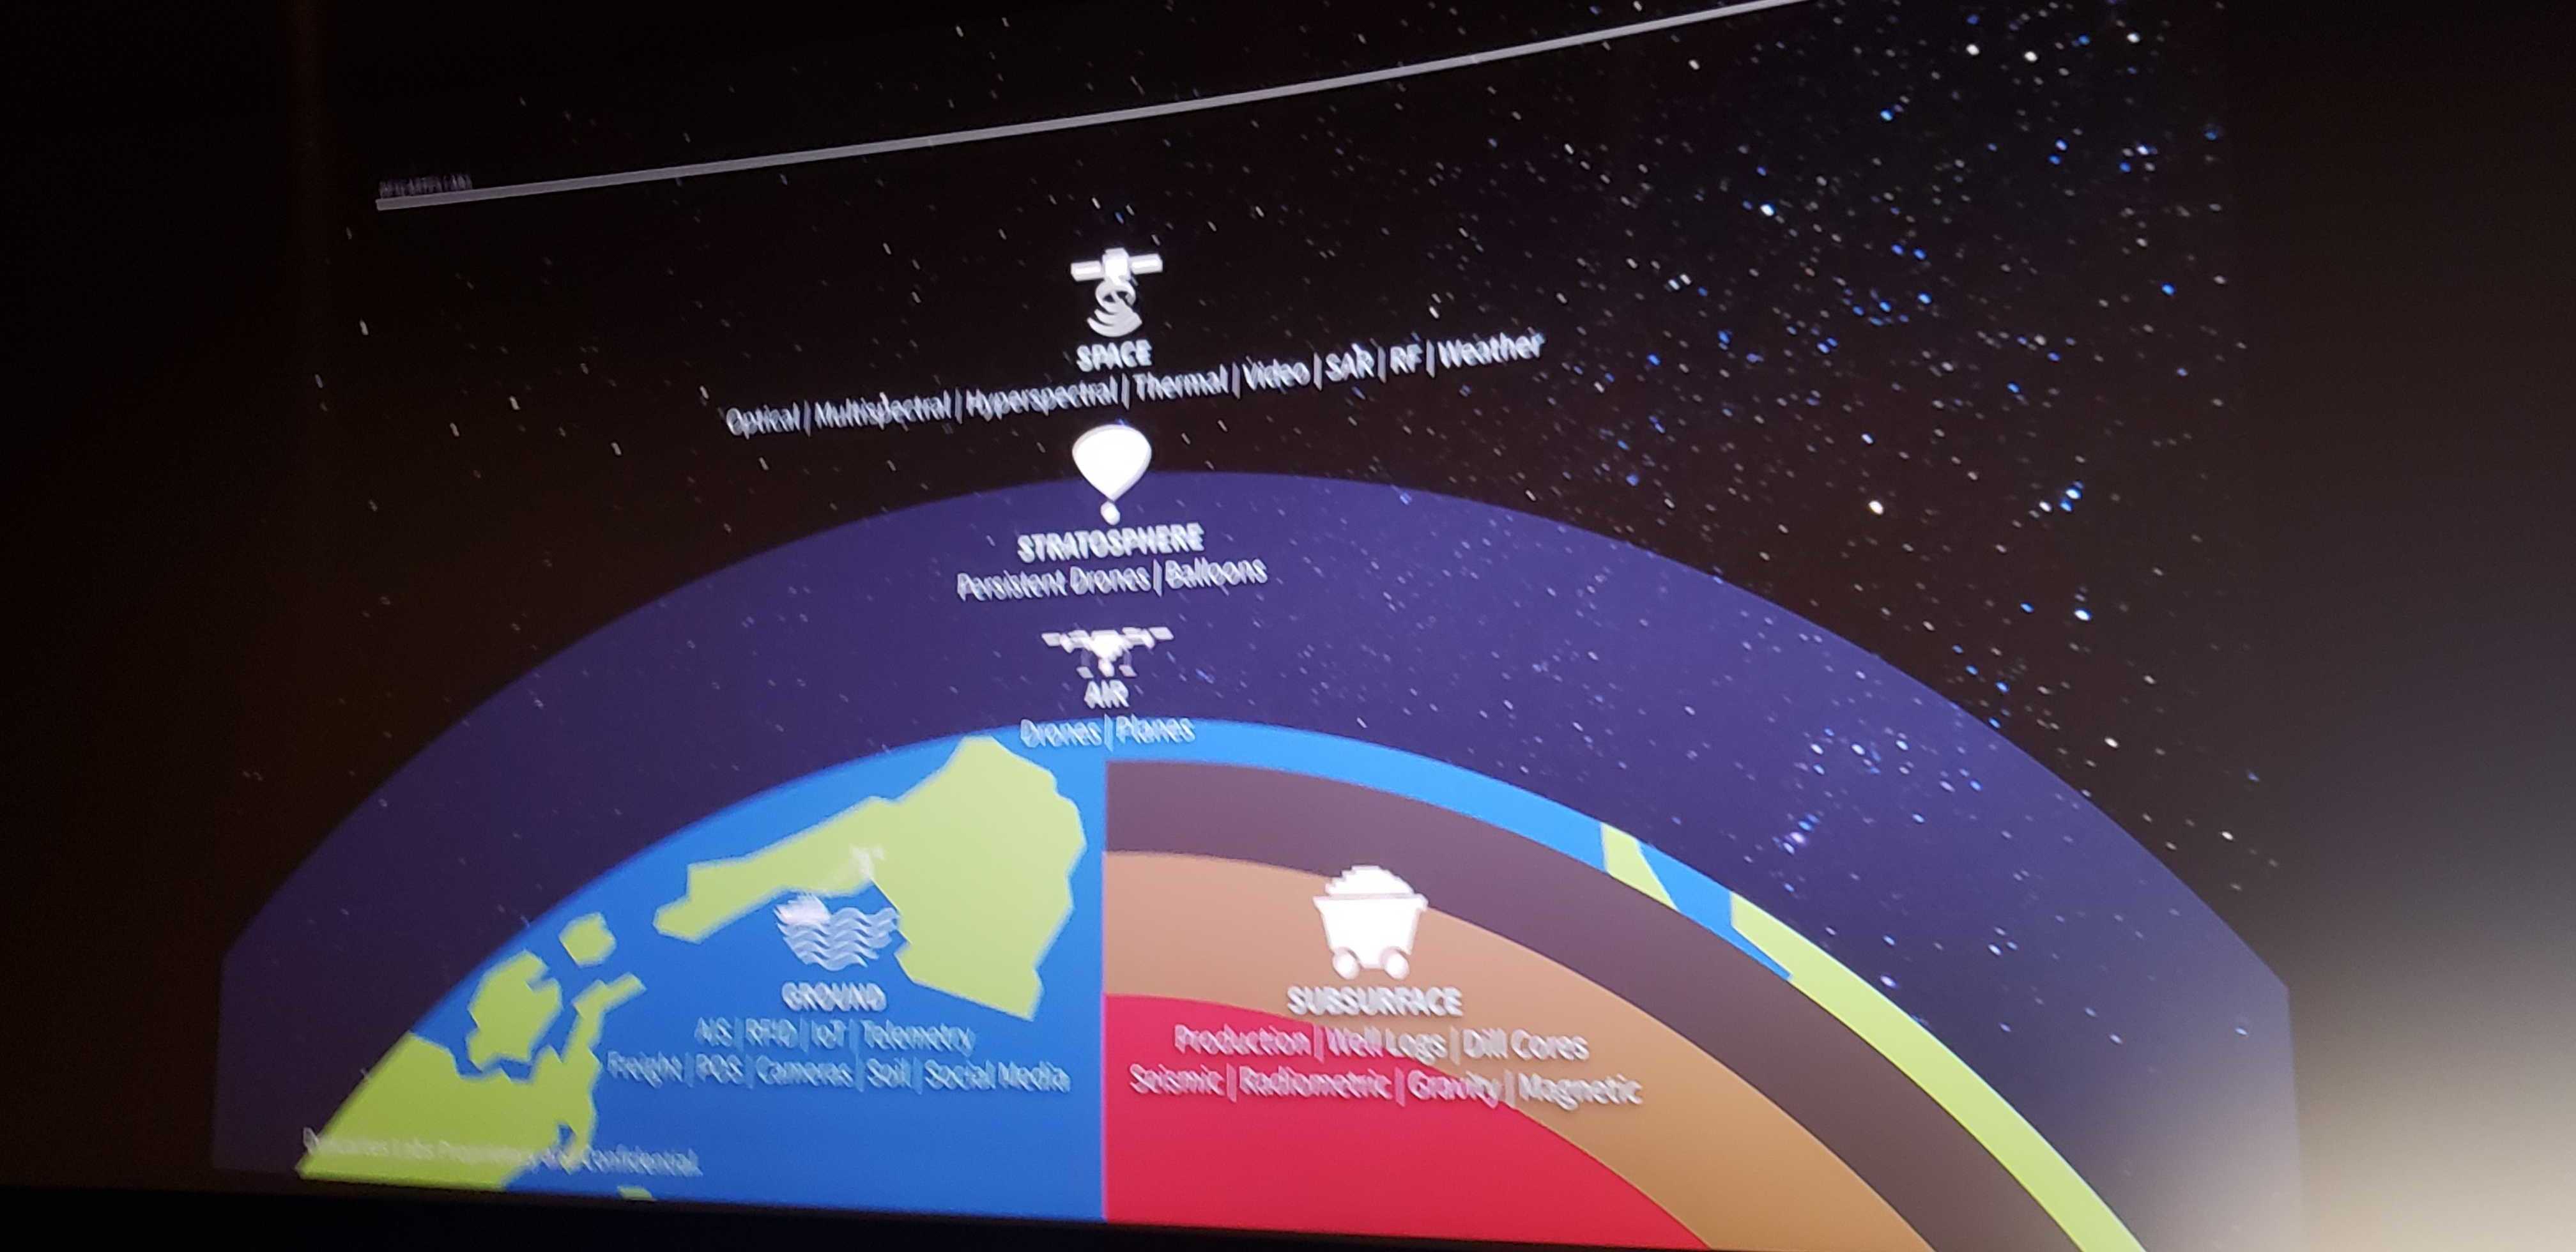 DESCARTES LABS
SPACE
Optical | Multispectral | Hyperspectral | Thermal | Video | SAR | RF | Weather
STRATOSPHERE
Persistent Drones | Balloons
AIR
Drones | Planes
GROUND
AIS | RFID | IoT | Telemetry
Freight | POS | Cameras | Soil | Social Media
SUBSURFACE
Production | Well Logs | Dill Cores
Seismic | Radiometric | Gravity | Magnetic
Descartes Labs Proprietary and Confidential.